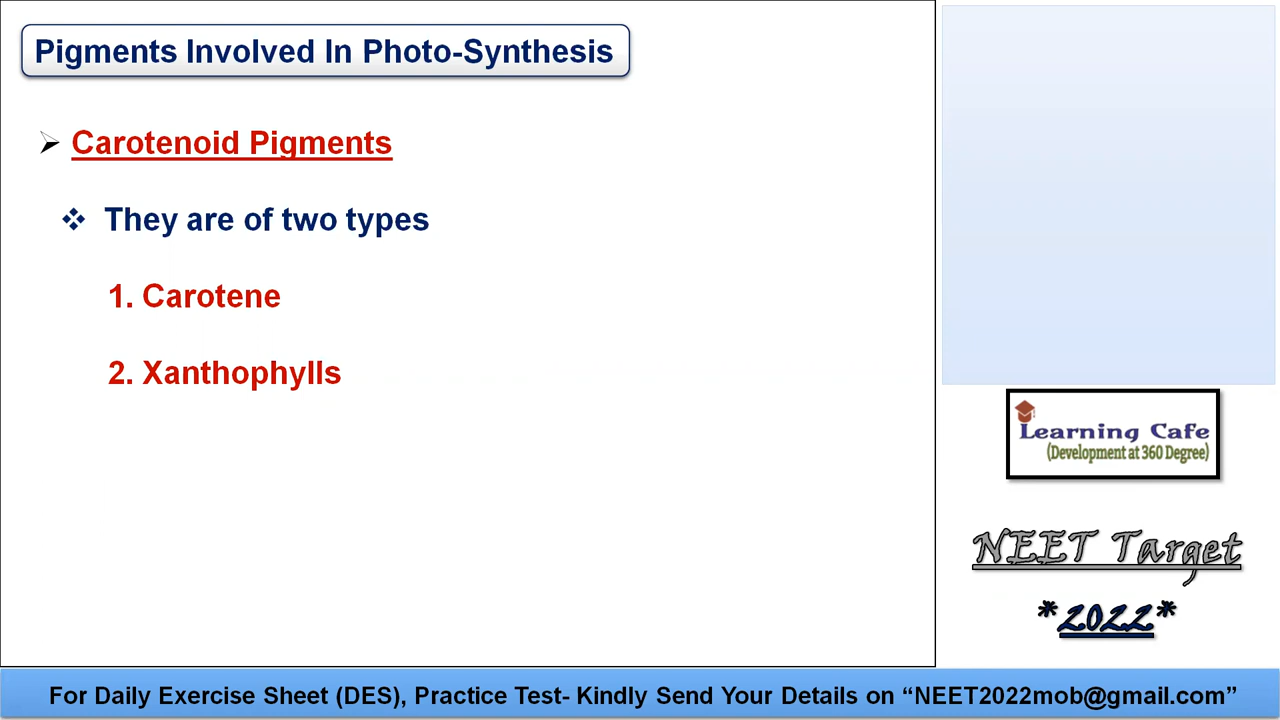 Pigments Involved In Photo-Synthesis
Carotenoid Pigments
They are of two types
1. Carotene
2. Xanthophylls
Learning Cafe
(Development at 360 Degree)
NEET Target
*2022*
For Daily Exercise Sheet (DES), Practice Test- Kindly Send Your Details on “NEET2022mob@gmail.com”